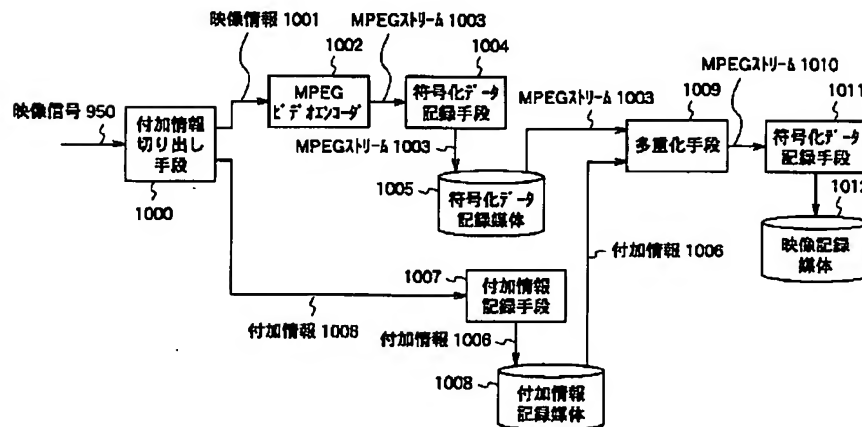 映像情報 1001
MPEGストリーム 1003
1002
1004
1009
MPEGストリーム 1010
1011
映像信号 950
付加情報
切り出し
手段
1000
MPEG
ビデオエンコーダ
符号化データ
記録手段
MPEGストリーム 1003
多重化手段
符号化データ
記録手段
MPEGストリーム 1003
1005
符号化データ
記録媒体
1012
映像記録
媒体
付加情報 1006
1007
付加情報
記録手段
付加情報 1006
付加情報 1006
1008
付加情報
記録媒体